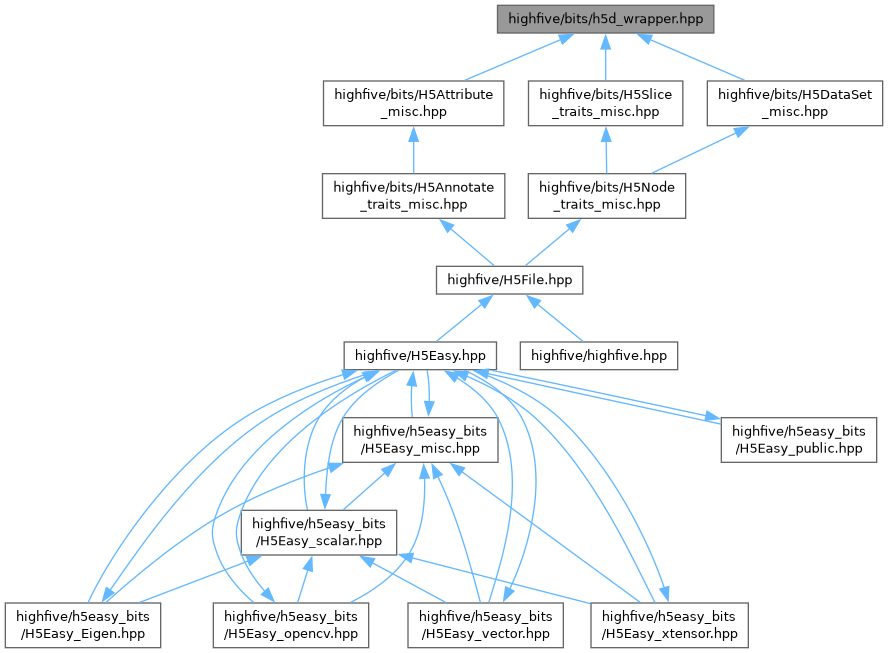 highfive/bits/h5d_wrapper.hpp
highfive/bits/H5Attribute
_misc.hpp
highfive/bits/H5Slice
_traits_misc.hpp
highfive/bits/H5DataSet
_misc.hpp
highfive/bits/H5Annotate
_traits_misc.hpp
highfive/bits/H5Node
_traits_misc.hpp
highfive/H5File.hpp
highfive/H5Easy.hpp
highfive/highfive.hpp
highfive/h5easy_bits
/H5Easy_misc.hpp
highfive/h5easy_bits
/H5Easy_public.hpp
highfive/h5easy_bits
/H5Easy_scalar.hpp
highfive/h5easy_bits
/H5Easy_Eigen.hpp
highfive/h5easy_bits
/H5Easy_opencv.hpp
highfive/h5easy_bits
/H5Easy_vector.hpp
highfive/h5easy_bits
/H5Easy_xtensor.hpp